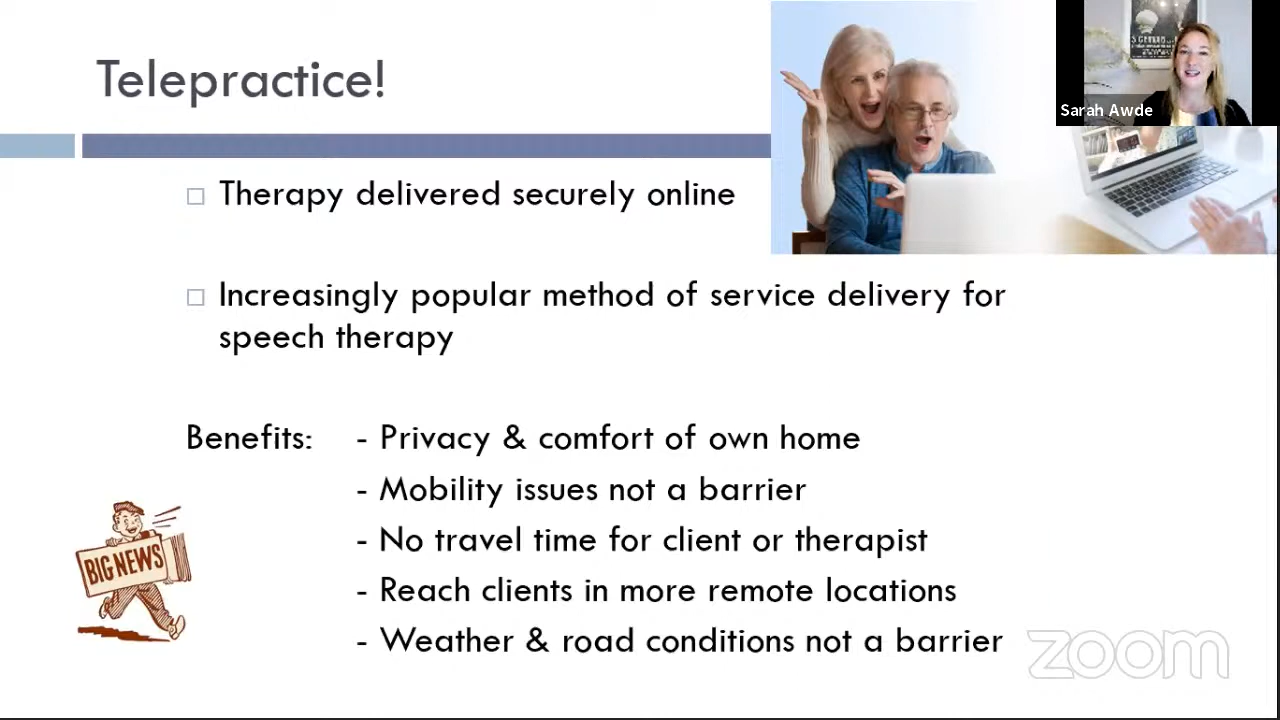 Telepractice!
Sarah Awde
Therapy delivered securely online
Increasingly popular method of service delivery for
speech therapy
Benefits: - Privacy & comfort of own home
- Mobility issues not a barrier
- No travel time for client or therapist
- Reach clients in more remote locations
- Weather & road conditions not a barrier
BIG NEWS
zoom